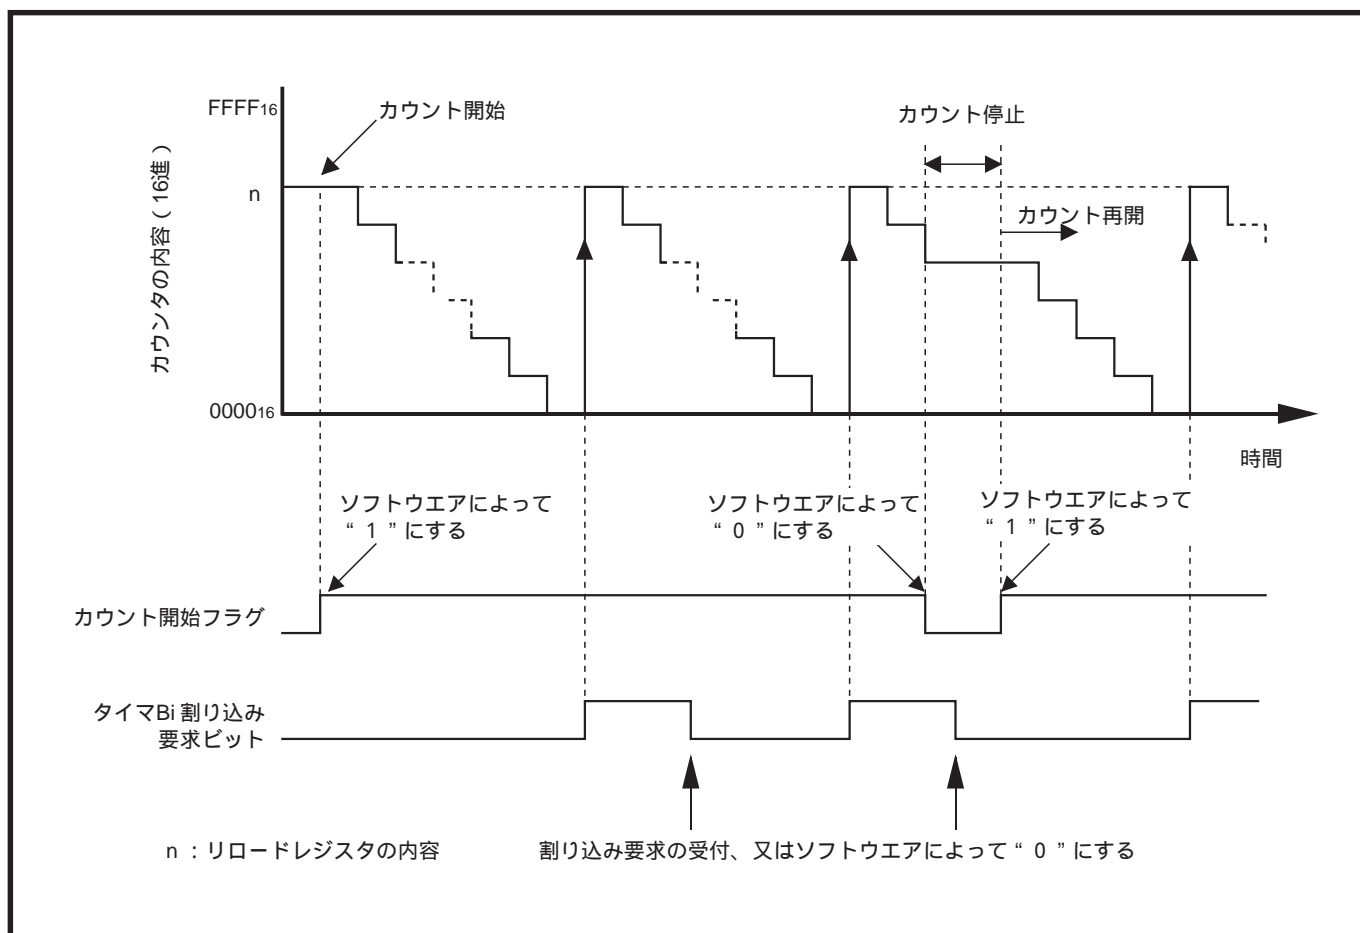 FFFF16
カウント開始
カウント停止
n
カウント再開
カウンタの内容（16進）
000016
時間
ソフトウエアによって
“ 1 ” にする
ソフトウエアによって
“ 0 ” にする
ソフトウエアによって
“ 1 ” にする
カウント開始フラグ
タイマBi 割り込み
要求ビット
n ：リロードレジスタの内容
割り込み要求の受付、又はソフトウエアによって “ 0 ” にする